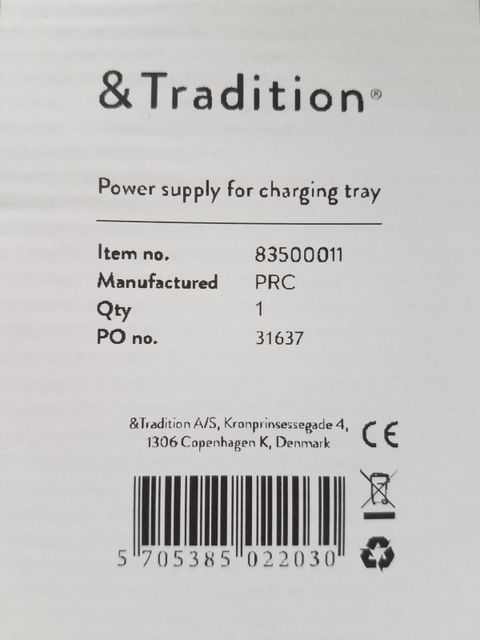 &Tradition®
Power supply for charging tray
Item no. 83500011
Manufactured PRC
Qty 1
PO no. 31637
&Tradition A/S, Kronprinsessegade 4,
1306 Copenhagen K, Denmark
CE
5 705385 022030